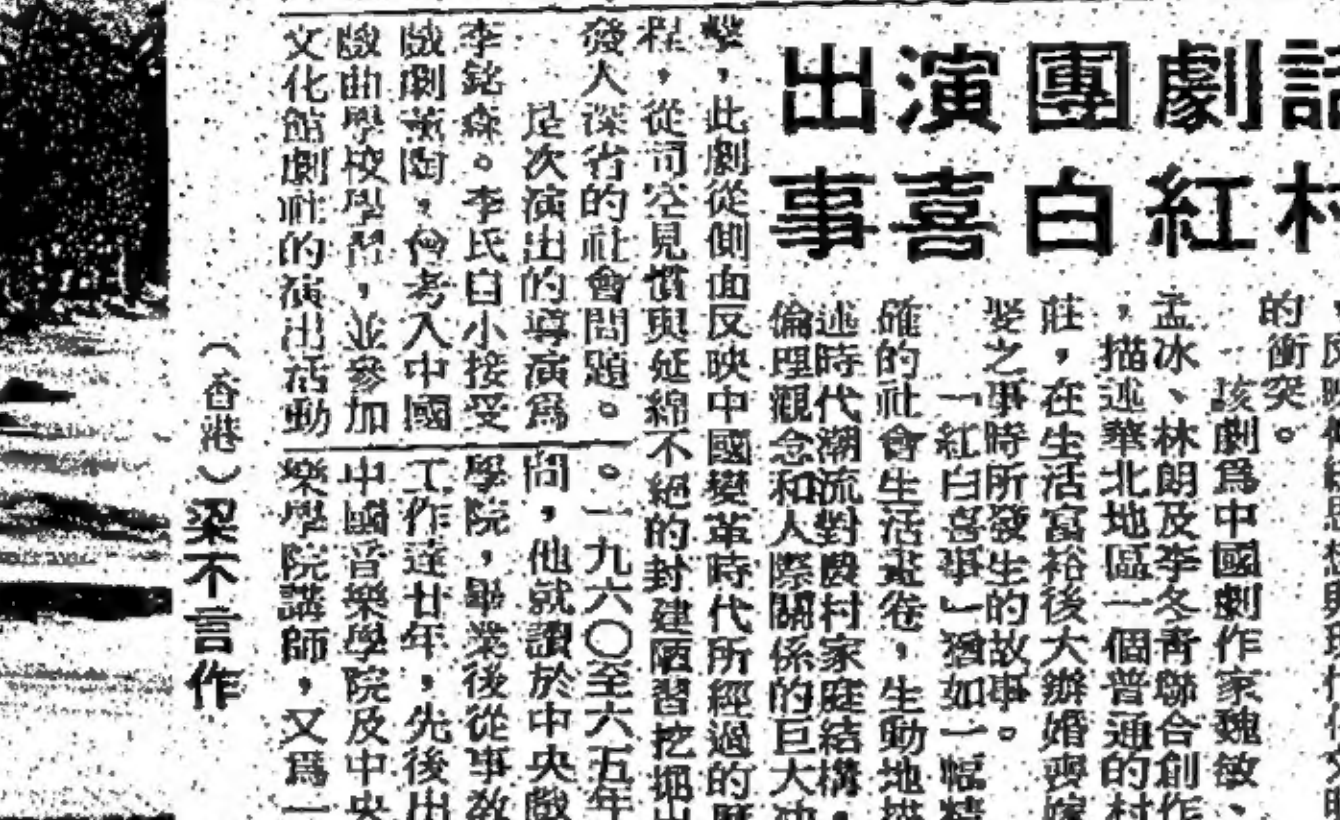 劇團演出
村紅白喜事
的衝突。
該劇爲中國劇作家魏敏、
孟冰、林朗及李冬青聯合創作
，描述華北地區一個普通的村
莊，在生活富裕後大辦婚喪嫁
娶之事時所發生的故事。
「紅白喜事」猶如一幅精
確的社會生活畫卷，生動地描
述時代潮流對農村家庭結構、
倫理觀念和人際關係的巨大冲
擊，此劇從側面反映中國變革時代所經過的歷
程，從司空見慣與延綿不絕的封建陋習挖掘出
發人深省的社會問題。
是次演出的導演爲
李銘森。李氏自小接受
戲劇薰陶，曾考入中國
戲曲學校學習，並參加
文化館劇社的演出活動
。一九六〇至六五年
間，他就讀於中央戲
學院，畢業後從事教
工作達廿年，先後出
中國音樂學院及中央
樂學院講師，又爲一
（香港）梁不言作